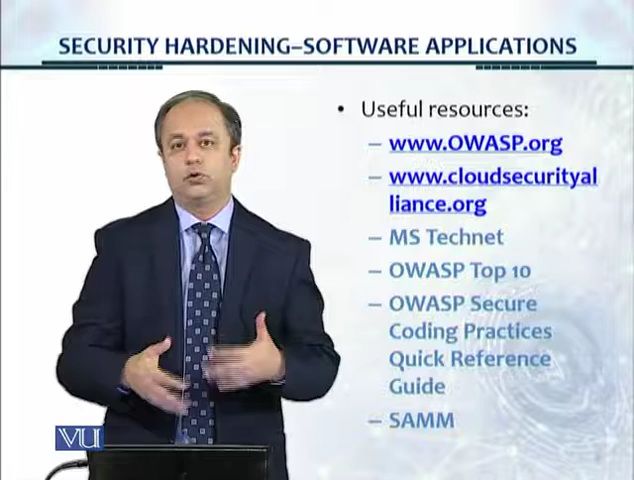 SECURITY HARDENING–SOFTWARE APPLICATIONS
• Useful resources:
– www.OWASP.org
– www.cloudsecurityal
liance.org
– MS Technet
– OWASP Top 10
– OWASP Secure
Coding Practices
Quick Reference
Guide
– SAMM
VU